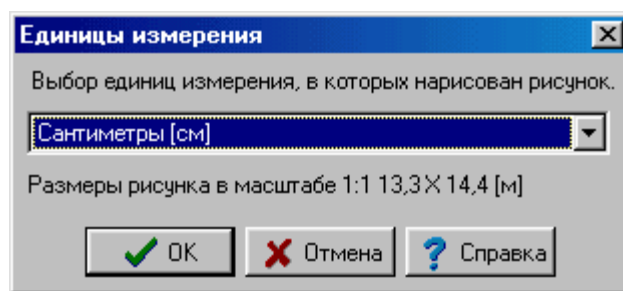 Единицы измерения
Выбор единиц измерения, в которых нарисован рисунок.
Сантиметры [см]
Размеры рисунка в масштабе 1:1 13,3 X 14,4 [м]
OK Отмена Справка